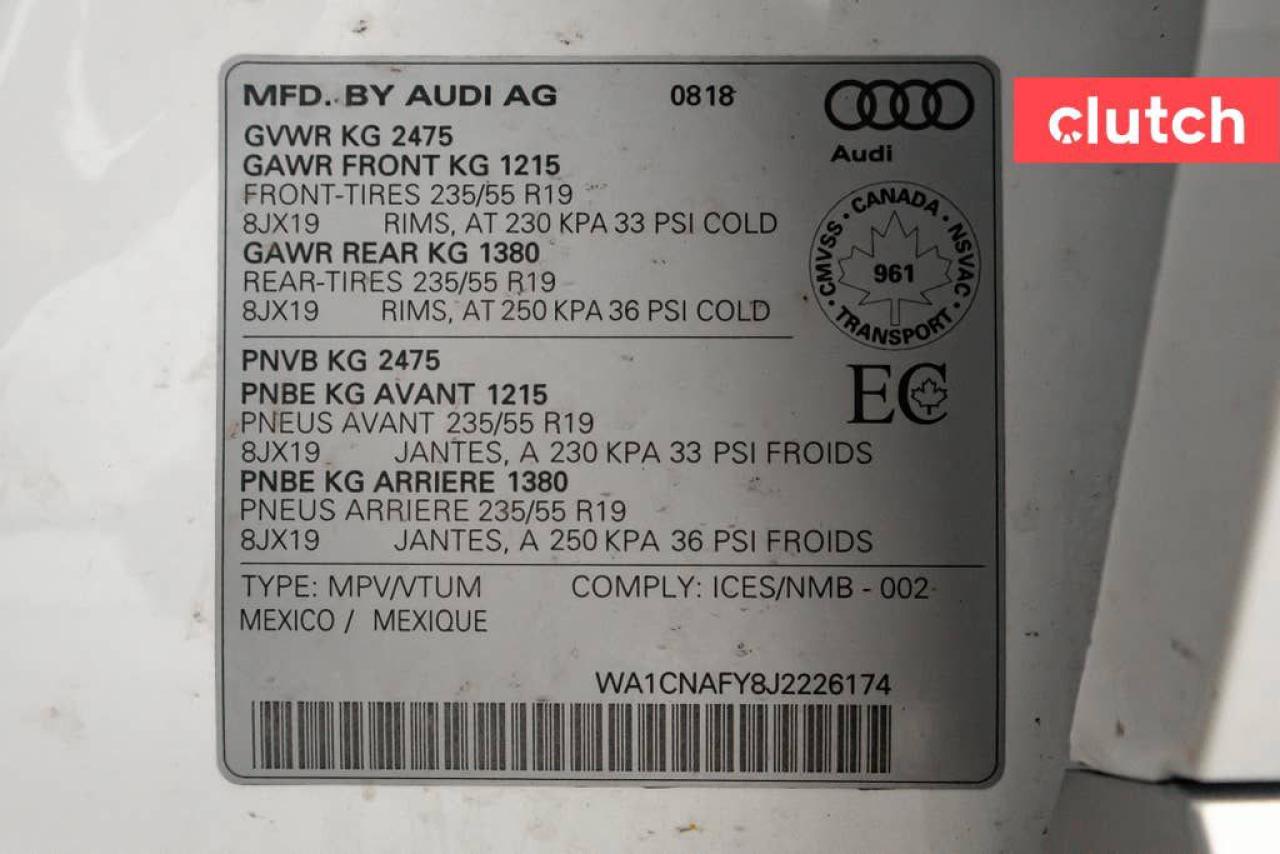 MFD. BY AUDI AG 0818
Audi
clutch
GVWR KG 2475
GAWR FRONT KG 1215
FRONT-TIRES 235/55 R19
8JX19 RIMS, AT 230 KPA 33 PSI COLD
GAWR REAR KG 1380
REAR-TIRES 235/55 R19
8JX19 RIMS, AT 250 KPA 36 PSI COLD
CMVSS · CANADA · NSVAC · TRANSPORT ·
961
PNVB KG 2475
PNBE KG AVANT 1215
PNEUS AVANT 235/55 R19
8JX19 JANTES, A 230 KPA 33 PSI FROIDS
PNBE KG ARRIERE 1380
PNEUS ARRIERE 235/55 R19
8JX19 JANTES, A 250 KPA 36 PSI FROIDS
EC
TYPE: MPV/VTUM COMPLY: ICES/NMB - 002
MEXICO / MEXIQUE
WA1CNAFY8J2226174